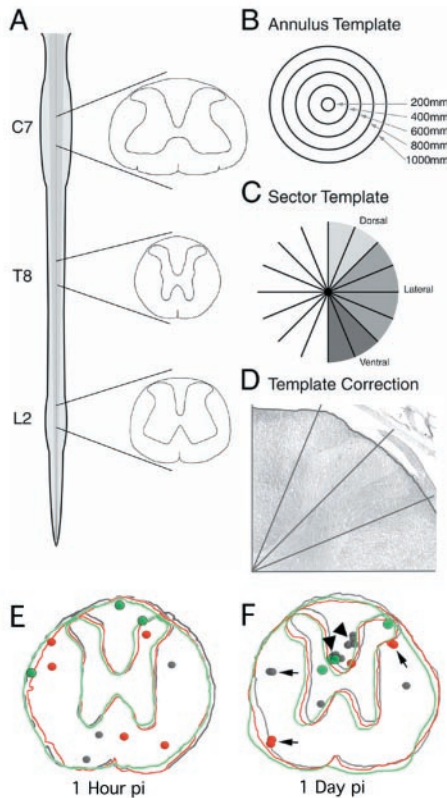 A
C7
T8
L2
B Annulus Template
200mm
400mm
600mm
800mm
1000mm
C Sector Template
Dorsal
Lateral
Ventral
D Template Correction
E
1 Hour pi
F
1 Day pi